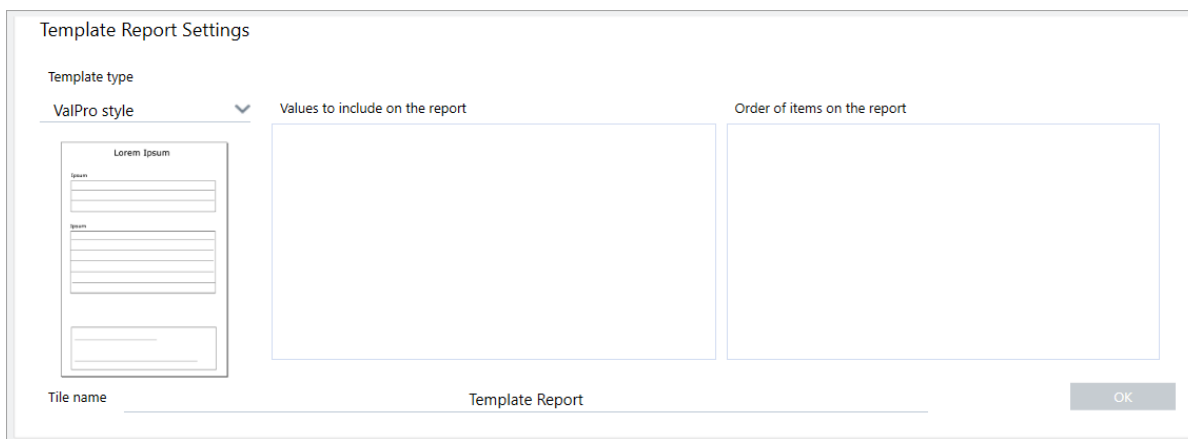 Template Report Settings
Template type
ValPro style
Values to include on the report
Order of items on the report
Lorem Ipsum
Ipsum
Ipsum
Tile name
Template Report
OK